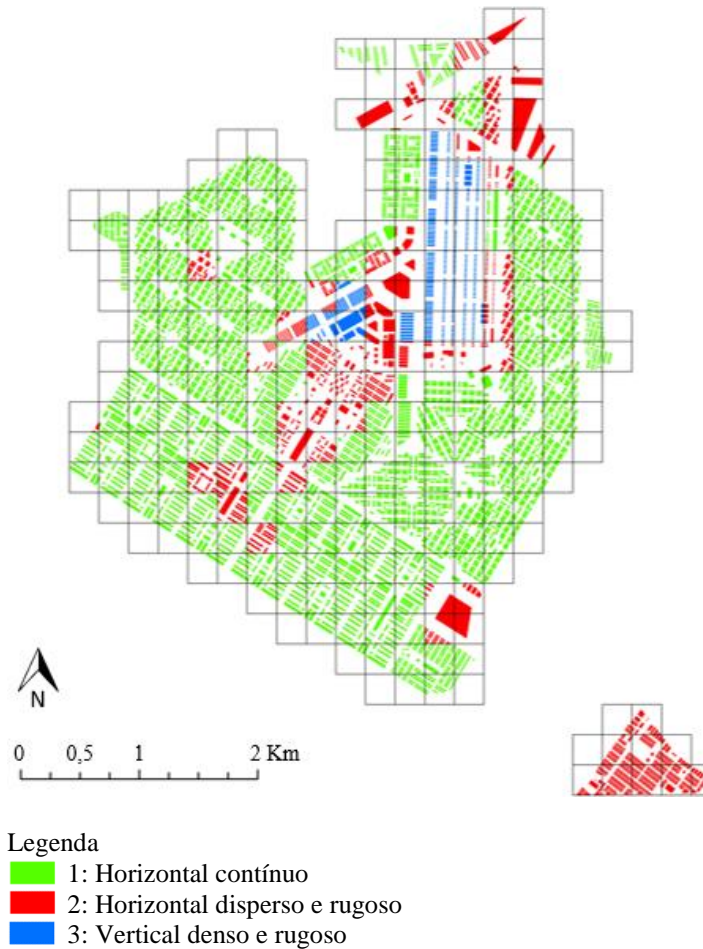 N
0 0,5 1 2 Km
Legenda
1: Horizontal contínuo
2: Horizontal disperso e rugoso
3: Vertical denso e rugoso